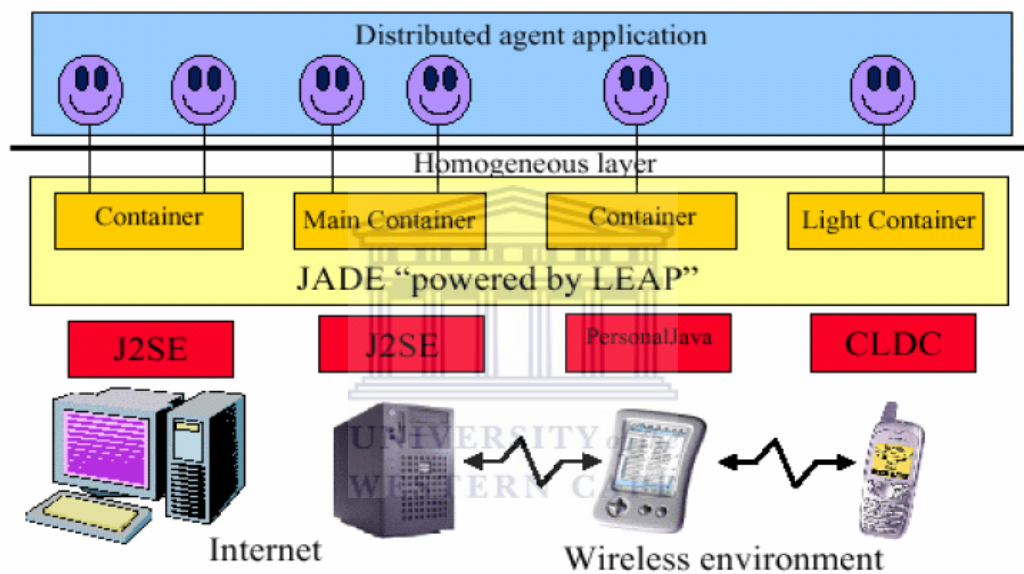 Distributed agent application
Homogeneous layer
Container
Main Container
Container
Light Container
JADE “powered by LEAP”
J2SE
J2SE
PersonalJava
CLDC
UNIVERSITY of the
WESTERN CAPE
Internet
Wireless environment